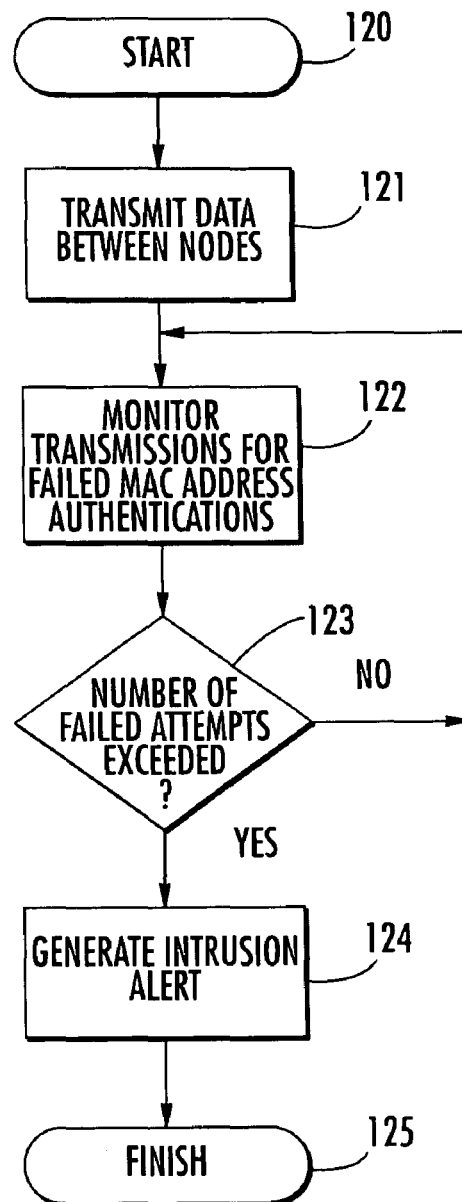 START
120
TRANSMIT DATA
BETWEEN NODES
121
MONITOR
TRANSMISSIONS FOR
FAILED MAC ADDRESS
AUTHENTICATIONS
122
NUMBER OF
FAILED ATTEMPTS
EXCEEDED
?
123
NO
YES
GENERATE INTRUSION
ALERT
124
FINISH
125